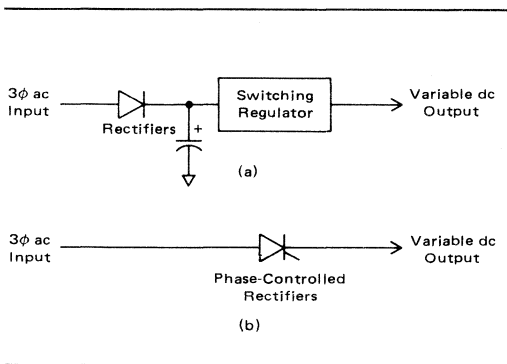 3ϕ ac
Input
Rectifiers
+
Switching
Regulator
Variable dc
Output
(a)
3ϕ ac
Input
Phase-Controlled
Rectifiers
Variable dc
Output
(b)